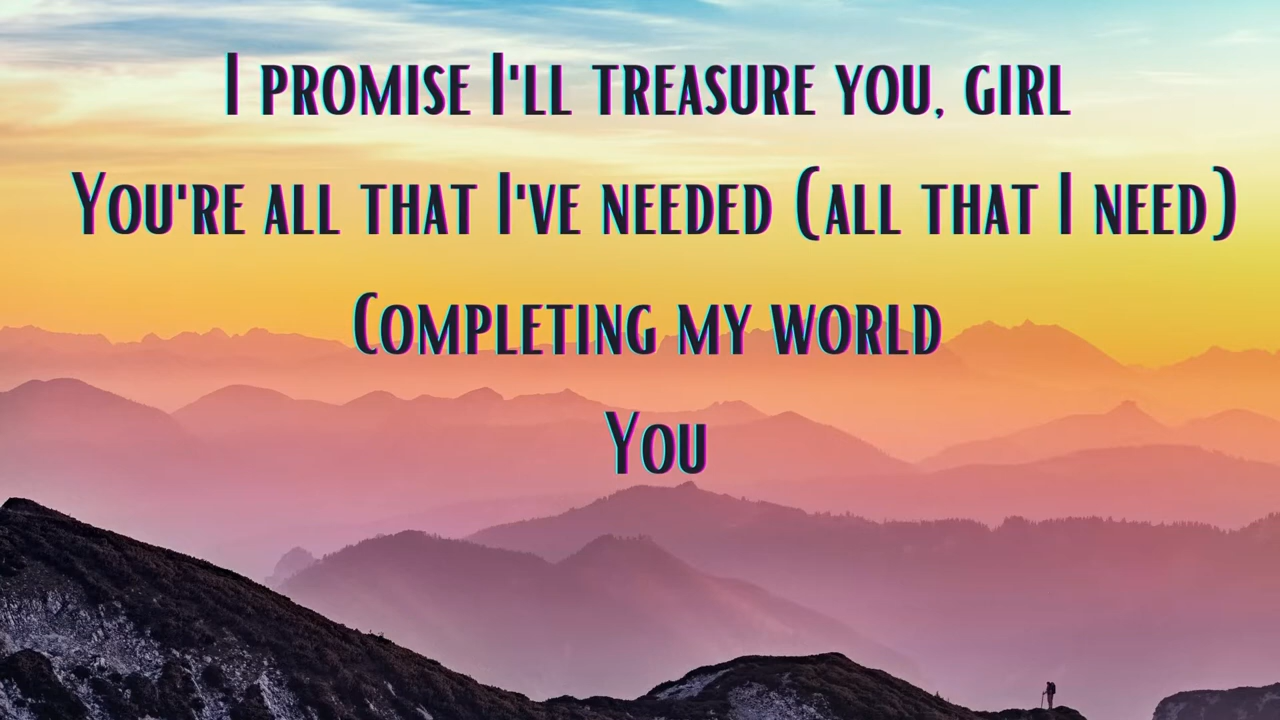 I promise I'll treasure you, girl
You're all that I've needed (all that I need)
Completing my world
You